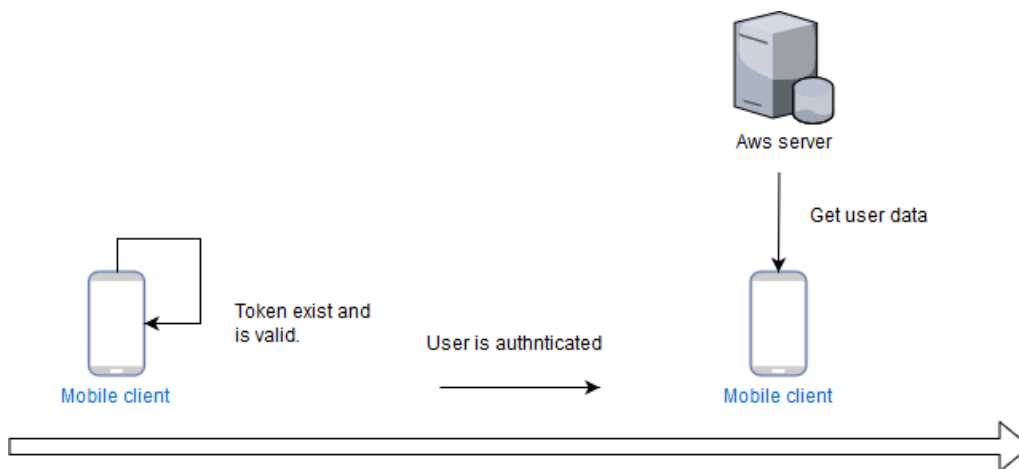 Aws server
Get user data
Token exist and
is valid.
User is authnticated
Mobile client
Mobile client